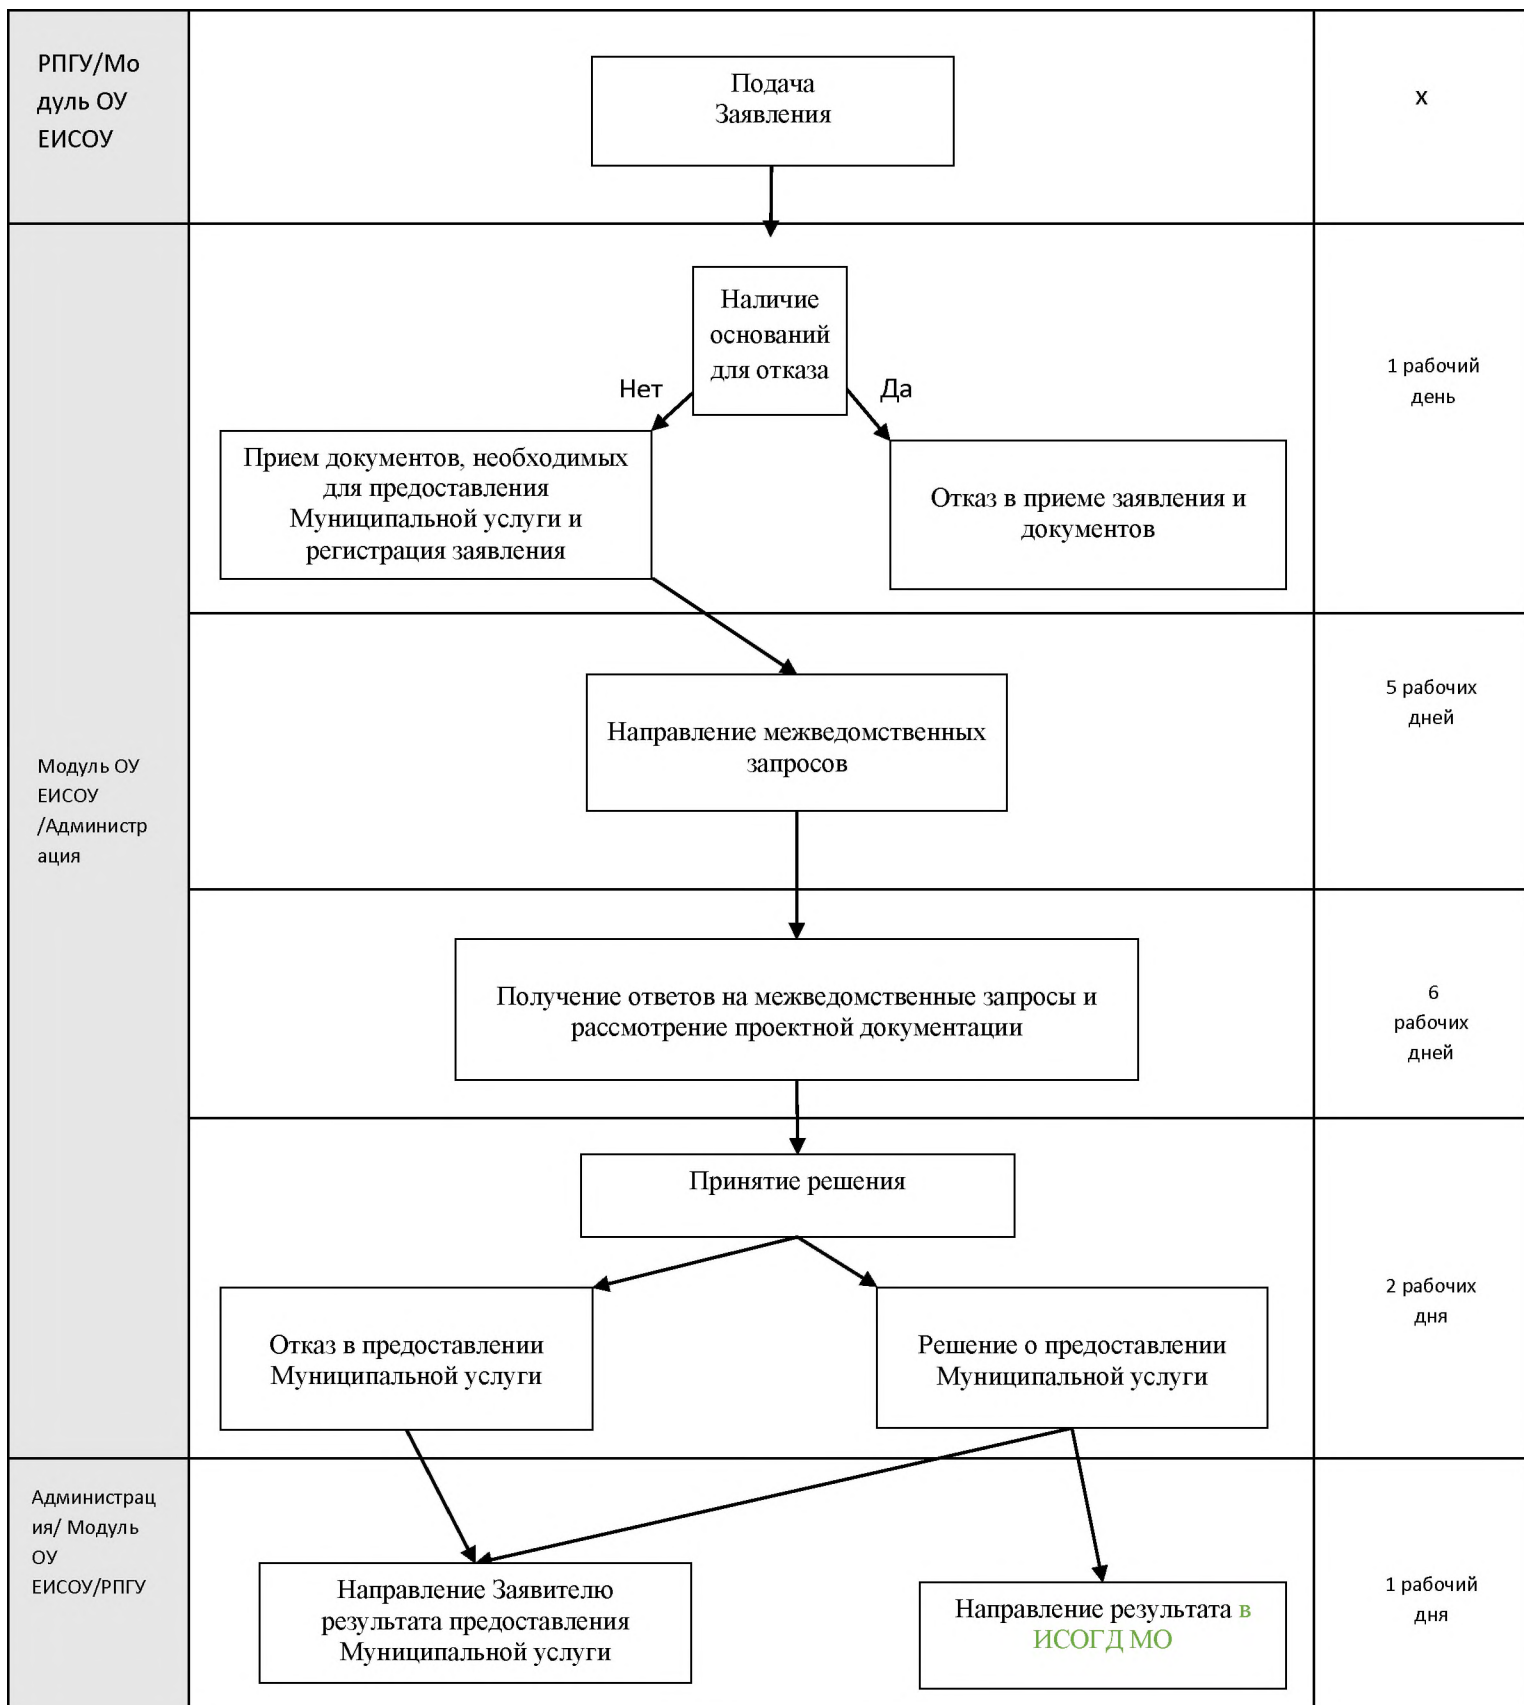 РПГУ/Мо
дуль ОУ
ЕИСОУ
Подача
Заявления
х
Модуль ОУ
ЕИСОУ
/Администр
ация
Наличие
оснований
для отказа
Нет
Да
1 рабочий
день
Прием документов, необходимых
для предоставления
Муниципальной услуги и
регистрация заявления
Отказ в приеме заявления и
документов
Направление межведомственных
запросов
5 рабочих
дней
Получение ответов на межведомственные запросы и
рассмотрение проектной документации
6
рабочих
дней
Принятие решения
Отказ в предоставлении
Муниципальной услуги
Решение о предоставлении
Муниципальной услуги
2 рабочих
дня
Администрац
ия/ Модуль
ОУ
ЕИСОУ/РПГУ
Направление Заявителю
результата предоставления
Муниципальной услуги
Направление результата в
ИСОГД МО
1 рабочий
дня